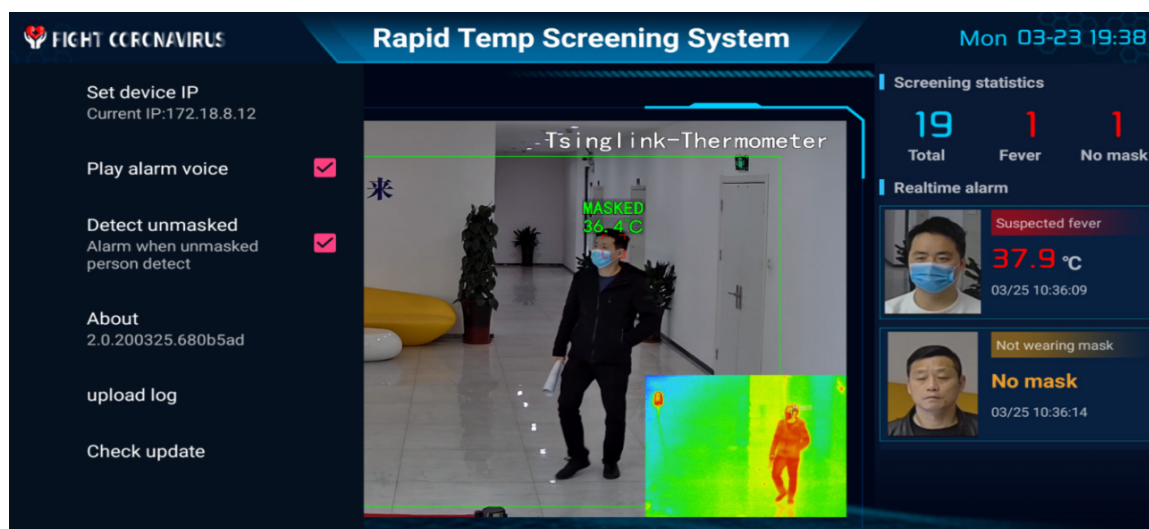 FIGHT CORONAVIRUS
Rapid Temp Screening System
Mon 03-23 19:38
Set device IP
Current IP:172.18.8.12
Play alarm voice
Detect unmasked
Alarm when unmasked
person detect
About
2.0.200325.680b5ad
upload log
Check update
Tsinglink-Thermometer
来
MASKED
36.4 C
Screening statistics
19
1
1
Total
Fever
No mask
Realtime alarm
Suspected fever
37.9 ℃
03/25 10:36:09
Not wearing mask
No mask
03/25 10:36:14